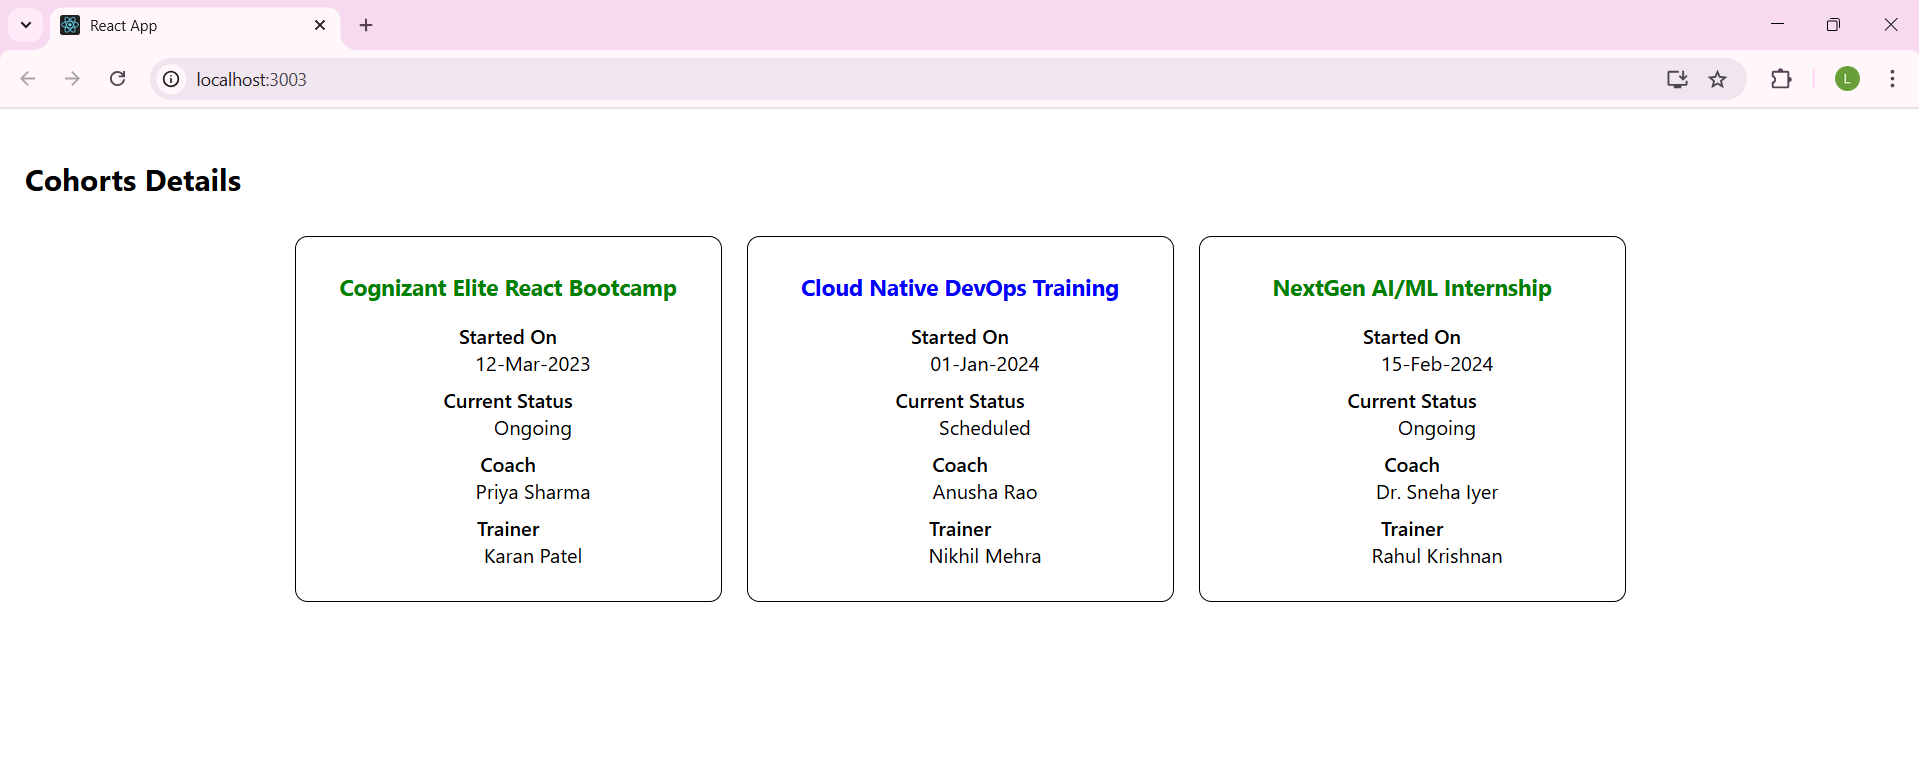 React App
localhost:3003
L
Cohorts Details
Cognizant Elite React Bootcamp
Started On
12-Mar-2023
Current Status
Ongoing
Coach
Priya Sharma
Trainer
Karan Patel
Cloud Native DevOps Training
Started On
01-Jan-2024
Current Status
Scheduled
Coach
Anusha Rao
Trainer
Nikhil Mehra
NextGen AI/ML Internship
Started On
15-Feb-2024
Current Status
Ongoing
Coach
Dr. Sneha Iyer
Trainer
Rahul Krishnan